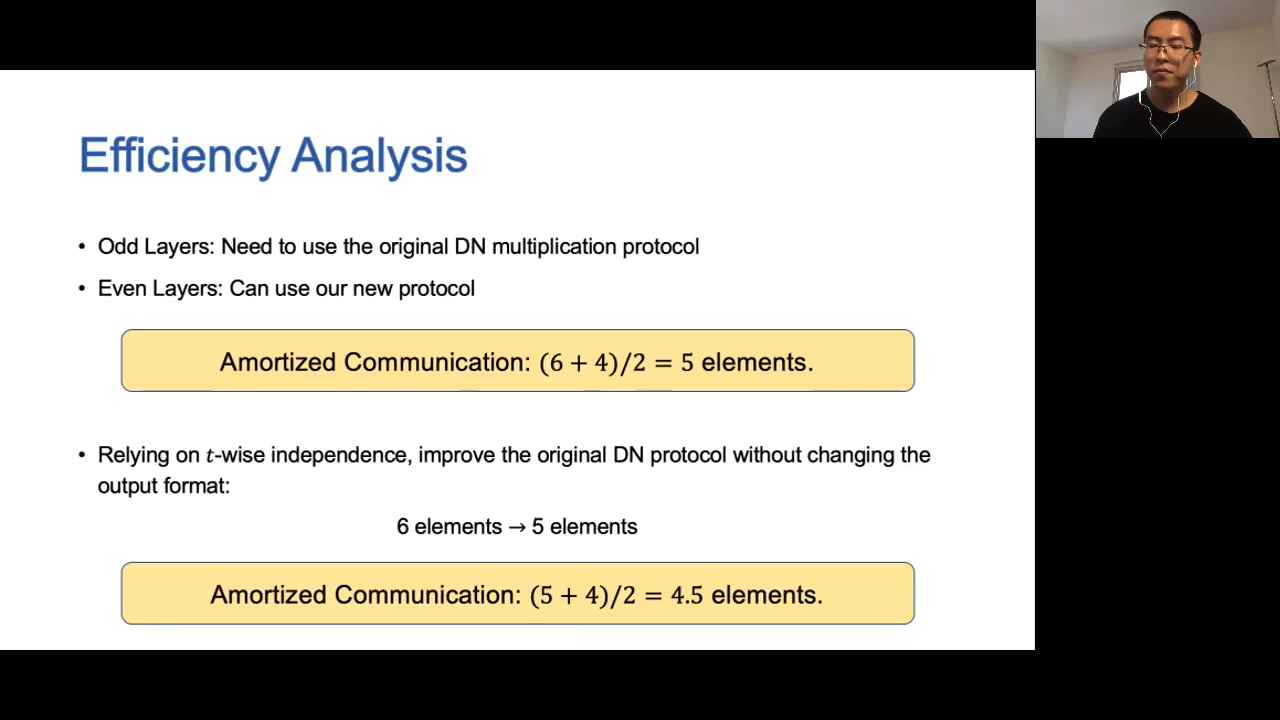 Efficiency Analysis
• Odd Layers: Need to use the original DN multiplication protocol
• Even Layers: Can use our new protocol
Amortized Communication: (6 + 4)/2 = 5 elements.
• Relying on t-wise independence, improve the original DN protocol without changing the
output format:
6 elements → 5 elements
Amortized Communication: (5 + 4)/2 = 4.5 elements.